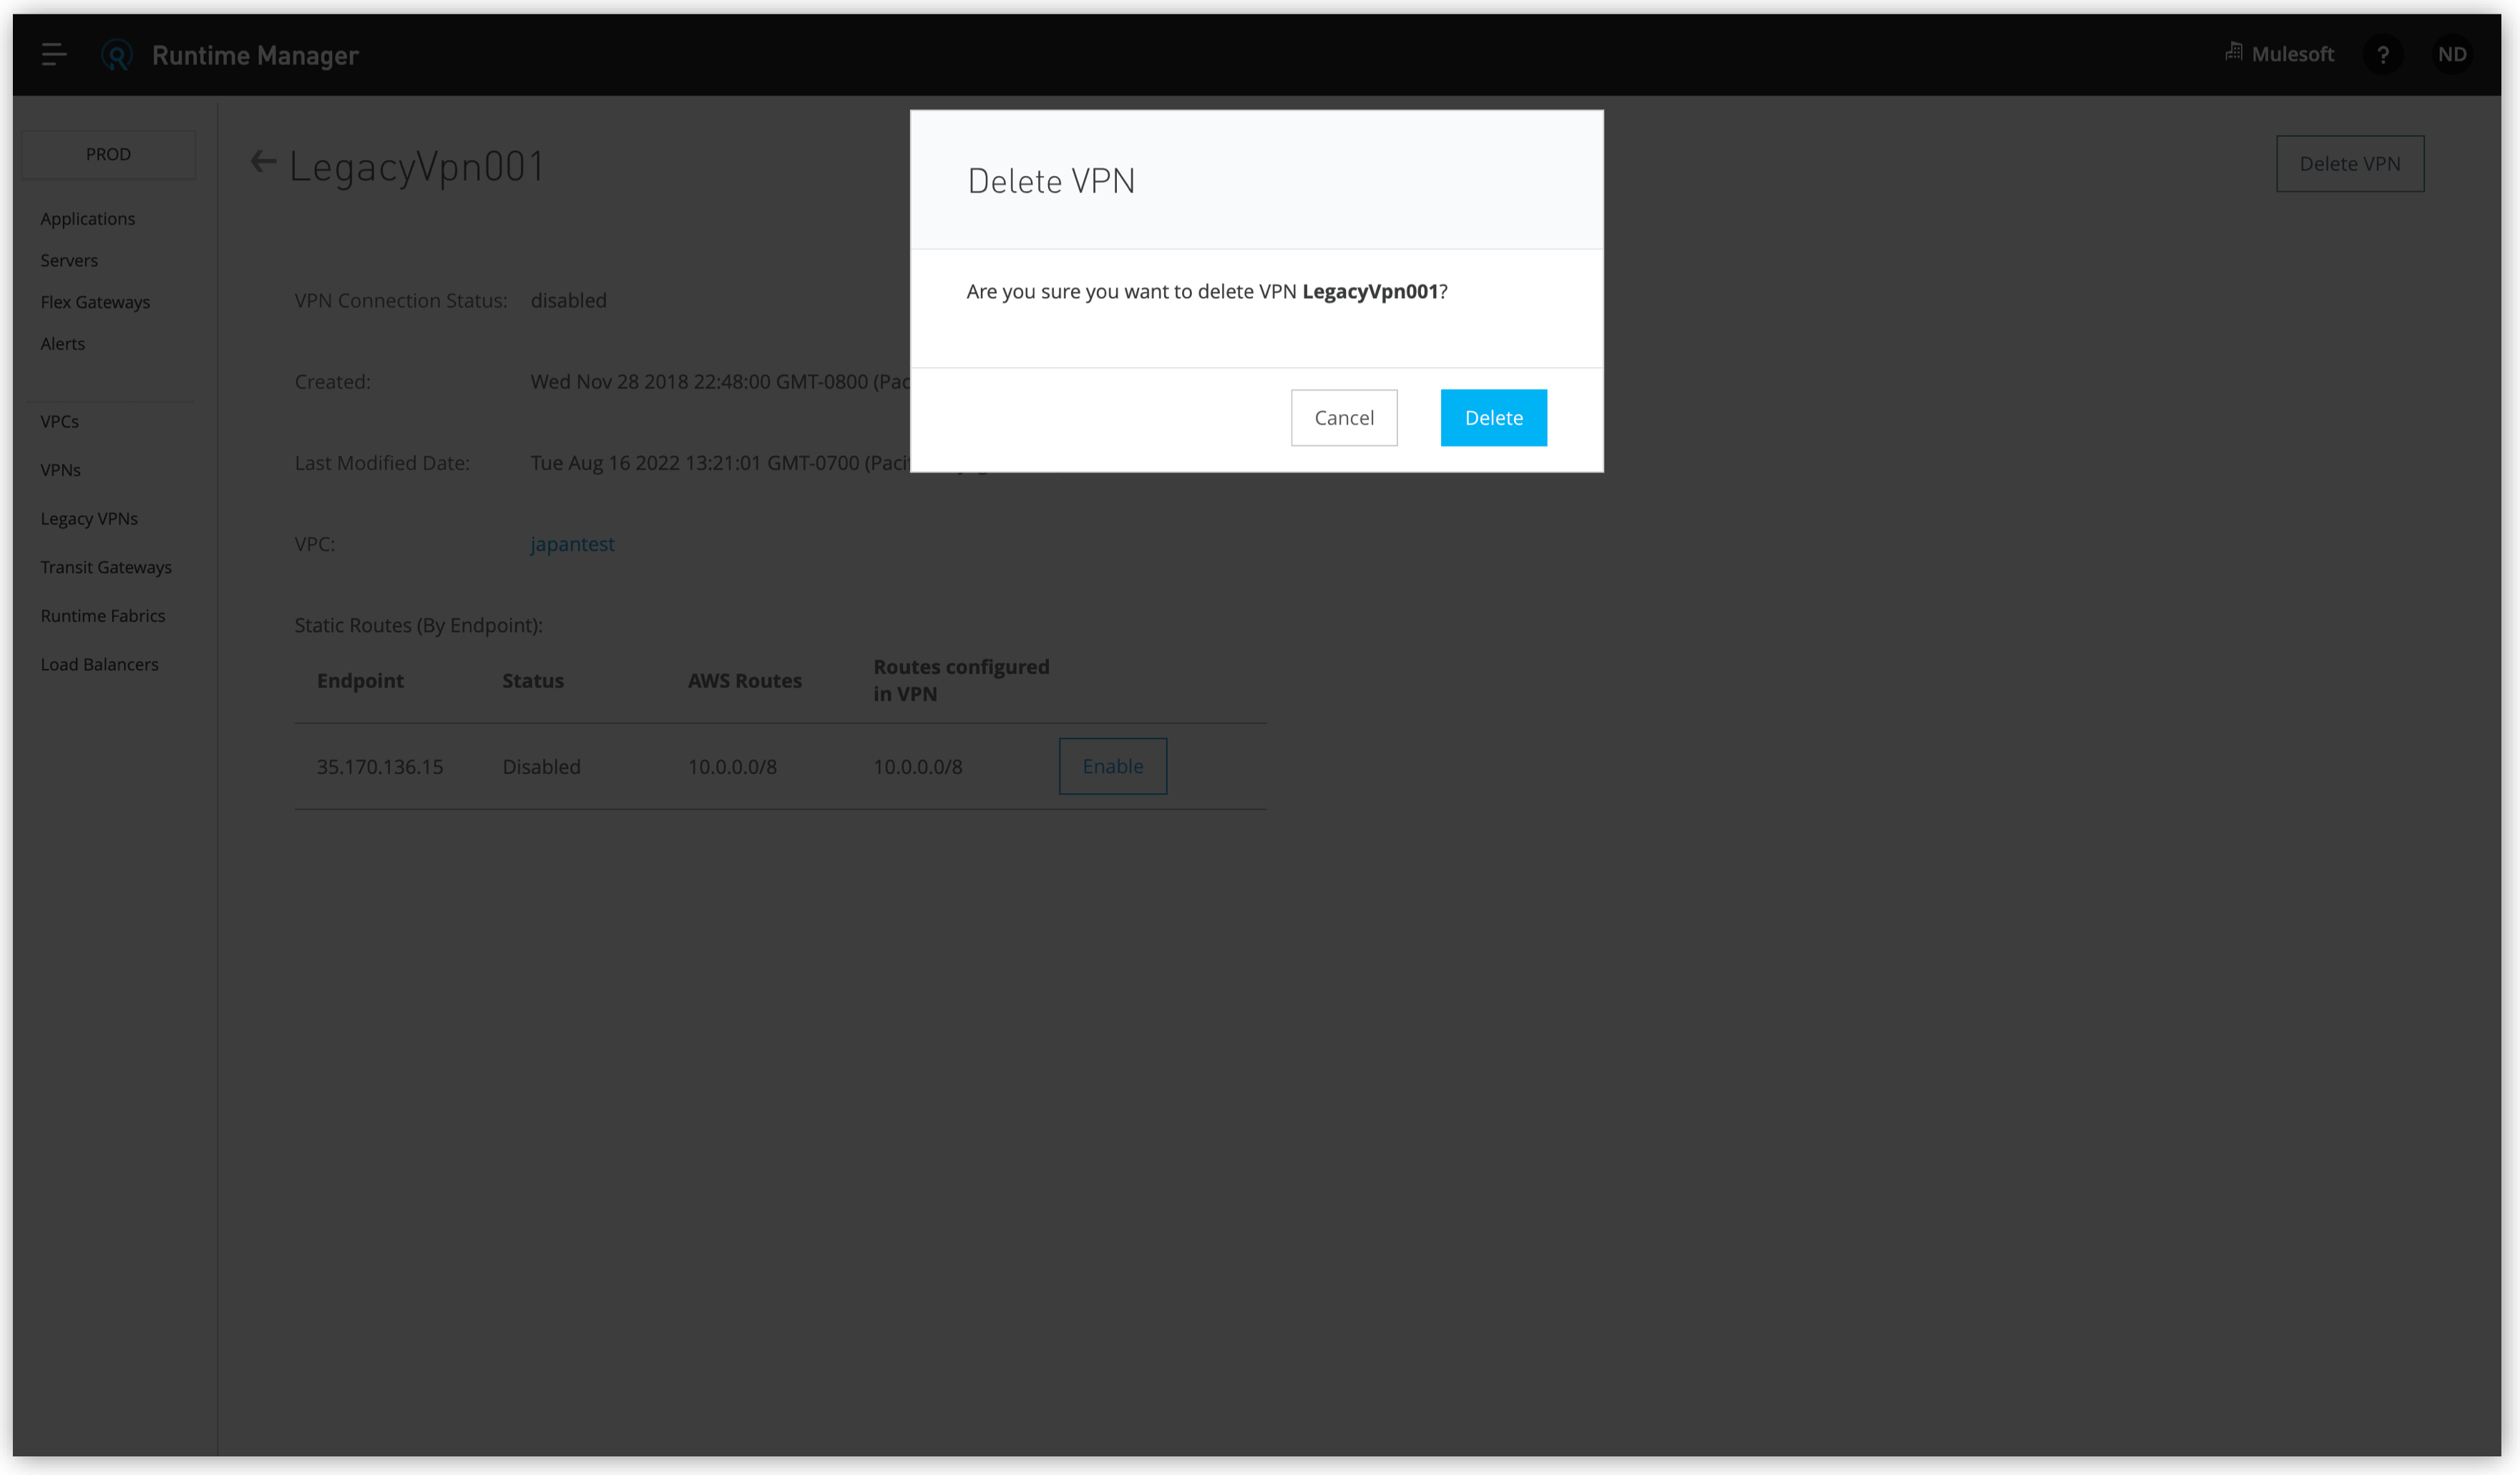 Runtime Manager
Mulesoft
?
ND
PROD
Applications
Servers
Flex Gateways
Alerts
VPCs
VPNs
Legacy VPNs
Transit Gateways
Runtime Fabrics
Load Balancers
LegacyVpn001
Delete VPN
Delete VPN
Are you sure you want to delete VPN LegacyVpn001?
Cancel
Delete
VPN Connection Status: disabled
Created: Wed Nov 28 2018 22:48:00 GMT-0800
Last Modified Date: Tue Aug 16 2022 13:21:01 GMT-0700
VPC: japantest
Static Routes (By Endpoint):
Endpoint Status AWS Routes Routes configured
in VPN
35.170.136.15 Disabled 10.0.0.0/8 10.0.0.0/8 Enable